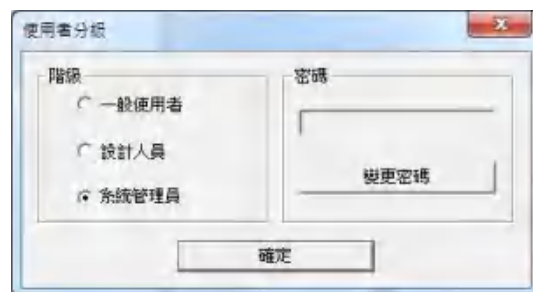 使用者分級
階級
一般使用者
設計人員
系統管理員
密碼
變更密碼
確定